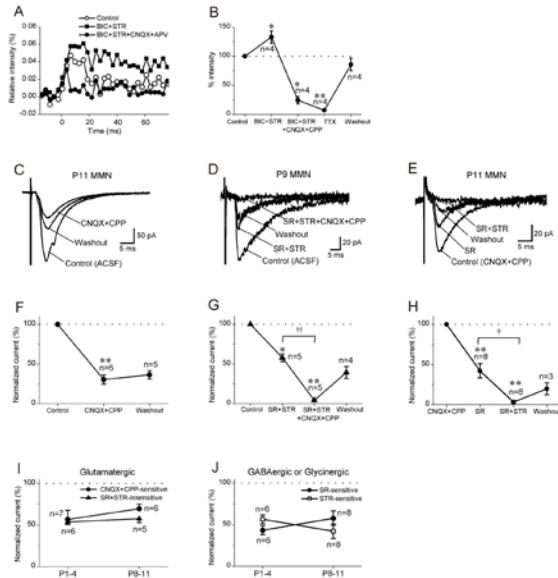 A
Control
BIC+STR
BIC+STR+CNQX+APV
Relative intensity (%)
0.08
0.06
0.04
0.02
0.00
0 20 40 60
Time (ms)
B
% intensity
150
100
50
0
*
n=4
*
n=4
**
n=4
n=4
Control
BIC+STR
BIC+STR
+CNQX+CPP
TTX
Washout
C
P11 MMN
CNQX+CPP
Washout
Control (ACSF)
50 pA
5 ms
D
P9 MMN
SR+STR+CNQX+CPP
Washout
SR+STR
Control (ACSF)
20 pA
5 ms
E
P11 MMN
SR+STR
Washout
SR
Control (CNQX+CPP)
20 pA
5 ms
F
Normalized current (%)
100
50
0
**
n=6
n=5
Control
CNQX+CPP
Washout
G
Normalized current (%)
100
50
0
††
*
n=5
**
n=5
n=4
Control
SR+STR
SR+STR
+CNQX+CPP
Washout
H
Normalized current (%)
100
50
0
†
**
n=8
**
n=8
n=3
CNQX+CPP
SR
SR+STR
Washout
I
Glutamatergic
CNQX+CPP-sensitive
SR+STR-insensitive
Normalized current (%)
100
50
0
n=7
n=6
n=6
n=5
P1-4
P8-11
J
GABAergic or Glycinergic
SR-sensitive
STR-sensitive
Normalized current (%)
100
50
0
n=6
n=6
n=8
n=8
P1-4
P8-11